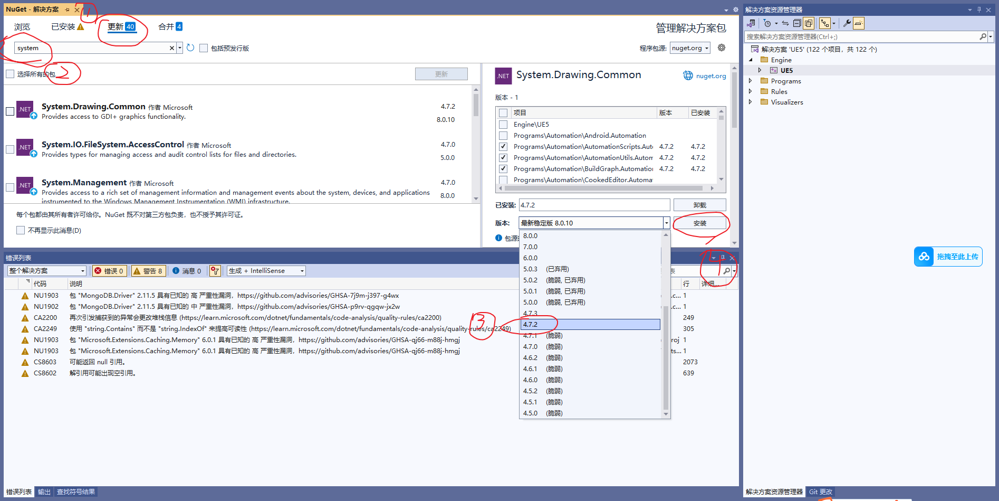 NuGet - 解决方案
①
浏览
已安装
更新 40
合并 4
管理解决方案包
system
包括预发行版
程序包源:
nuget.org
选择所有的包
②
更新
.NET
System.Drawing.Common 作者 Microsoft
4.7.2
Provides access to GDI+ graphics functionality.
8.0.10
.NET
System.IO.FileSystem.AccessControl 作者 Microsoft
4.7.0
Provides types for managing access and audit control lists for files and directories.
5.0.0
.NET
System.Management 作者 Microsoft
4.7.0
Provides access to a rich set of management information and management events about the system, devices, and applications
8.0.0
instrumented to the Windows Management Instrumentation (WMI) infrastructure.
每个包都由其所有者许可给你。NuGet 既不对第三方包负责，也不授予其许可证。
不再显示此消息(D)
.NET
System.Drawing.Common
nuget.org
版本 - 1
项目 版本 已安装
Engine\UE5
Programs\Automation\Android.Automation
Programs\Automation\AutomationScripts.Auto 4.7.2 4.7.2
Programs\Automation\AutomationUtils.Autom 4.7.2 4.7.2
Programs\Automation\BuildGraph.Automation 4.7.2 4.7.2
Programs\Automation\CookedEditor.Automa
已安装: 4.7.2 卸载
版本: 最新稳定版 8.0.10 安装
包源
8.0.0
7.0.0
6.0.0
5.0.3 (已弃用)
5.0.2 (脆弱, 已弃用)
5.0.1 (脆弱, 已弃用)
5.0.0 (脆弱, 已弃用)
4.7.3
③
4.7.2
4.7.1 (脆弱)
4.7.0 (脆弱)
4.6.2 (脆弱)
4.6.1 (脆弱)
4.6.0 (脆弱)
4.5.2 (脆弱)
4.5.1 (脆弱)
4.5.0 (脆弱)
错误列表
整个解决方案
错误 0
警告 8
消息 0
生成 + IntelliSense
表
4
代码 说明 行 详细...
NU1903 包 "MongoDB.Driver" 2.11.5 具有已知的 高 严重性漏洞，https://github.com/advisories/GHSA-7j9m-j397-g4wx .c... 1
NU1902 包 "MongoDB.Driver" 2.11.5 具有已知的 中 严重性漏洞，https://github.com/advisories/GHSA-p9rv-qgqw-jx2w .c... 1
CA2200 再次引发捕获到的异常会更改堆栈信息 (https://learn.microsoft.com/dotnet/fundamentals/code-analysis/quality-rules/ca2200) 249
CA2249 使用 "string.Contains" 而不是 "string.IndexOf" 来提高可读性 (https://learn.microsoft.com/dotnet/fundamentals/code-analysis/quality-rules/ca2249) 305
NU1903 包 "Microsoft.Extensions.Caching.Memory" 6.0.1 具有已知的 高 严重性漏洞，https://github.com/advisories/GHSA-qj66-m88j-hmgj roj 1
NU1903 包 "Microsoft.Extensions.Caching.Memory" 6.0.1 具有已知的 高 严重性漏洞，https://github.com/advisories/GHSA-qj66-m88j-hmgj ts... 1
CS8603 可能返回 null 引用。 2073
CS8602 解引用可能出现空引用。 639
错误列表 输出 查找符号结果
解决方案资源管理器
搜索解决方案资源管理器(Ctrl+;)
解决方案 'UE5' (122 个项目，共 122 个)
Engine
UE5
Programs
Rules
Visualizers
拖拽至此上传
解决方案资源管理器 Git 更改